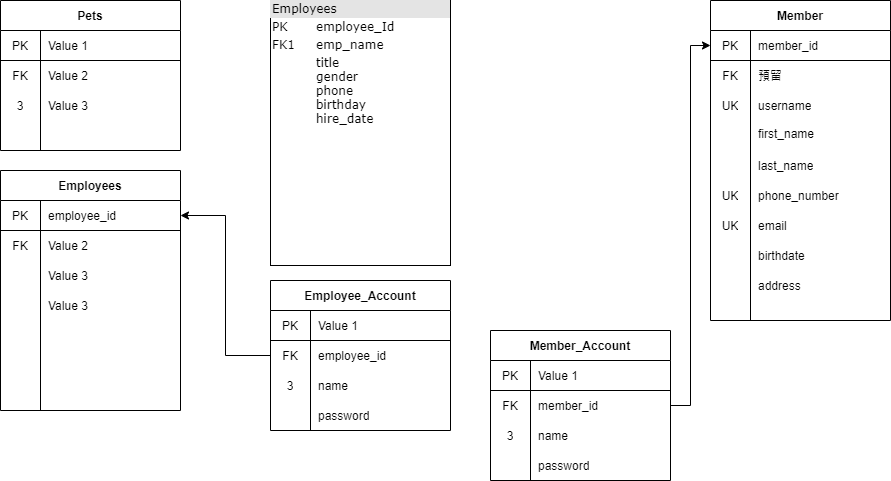 Pets
PK Value 1
FK Value 2
3 Value 3
Employees
PK employee_id
FK Value 2
Value 3
Value 3
Employees
PK employee_Id
FK1 emp_name
title
gender
phone
birthday
hire_date
Employee_Account
PK Value 1
FK employee_id
3 name
password
Member_Account
PK Value 1
FK member_id
3 name
password
Member
PK member_id
FK 預留
UK username
first_name
last_name
UK phone_number
UK email
birthdate
address